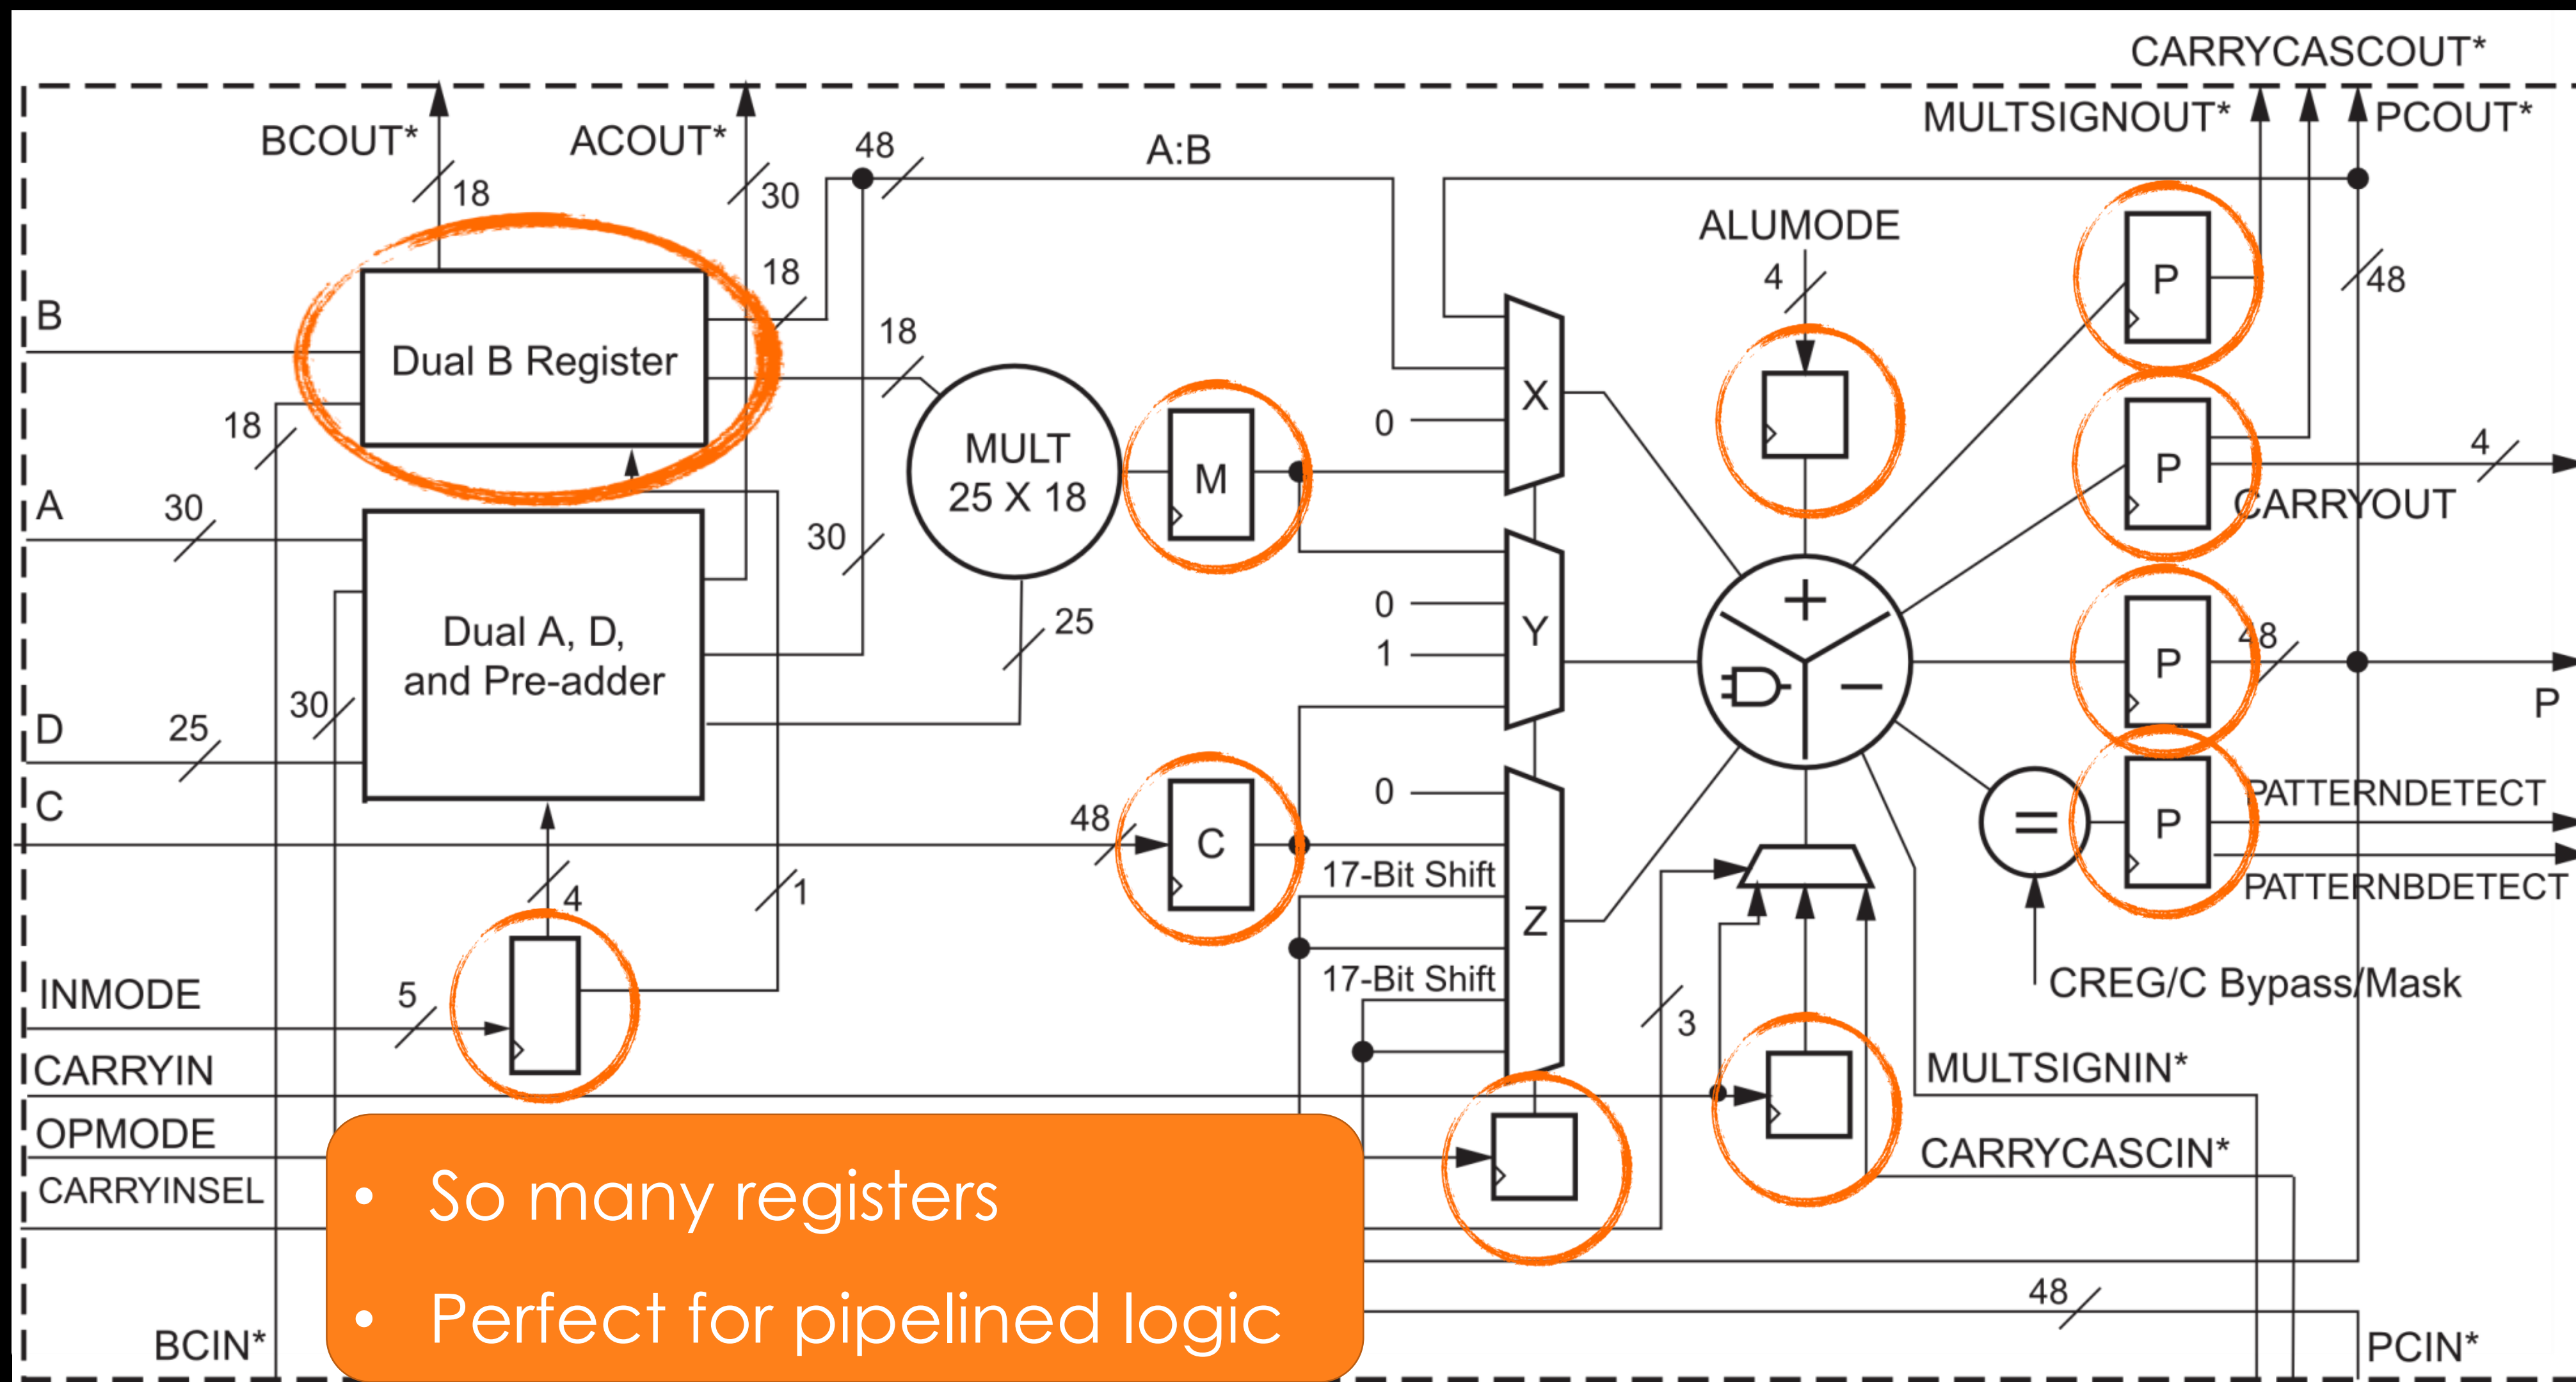 CARRYCASCOUT*
BCOUT*
ACOUT*
48
A:B
MULTSIGNOUT*
PCOUT*
18
30
ALUMODE
4
18
P
48
B
Dual B Register
18
18
X
0
MULT
25 X 18
M
P
4
CARRYOUT
A
30
30
Dual A, D,
and Pre-adder
25
0
1
Y
+
−
P
48
P
D
25
30
C
48
C
0
17-Bit Shift
Z
17-Bit Shift
=
P
PATTERNDETECT
PATTERNBDETECT
4
1
INMODE
5
3
CREG/C Bypass/Mask
CARRYIN
MULTSIGNIN*
OPMODE
CARRYCASCIN*
CARRYINSEL
• So many registers
• Perfect for pipelined logic
48
BCIN*
PCIN*